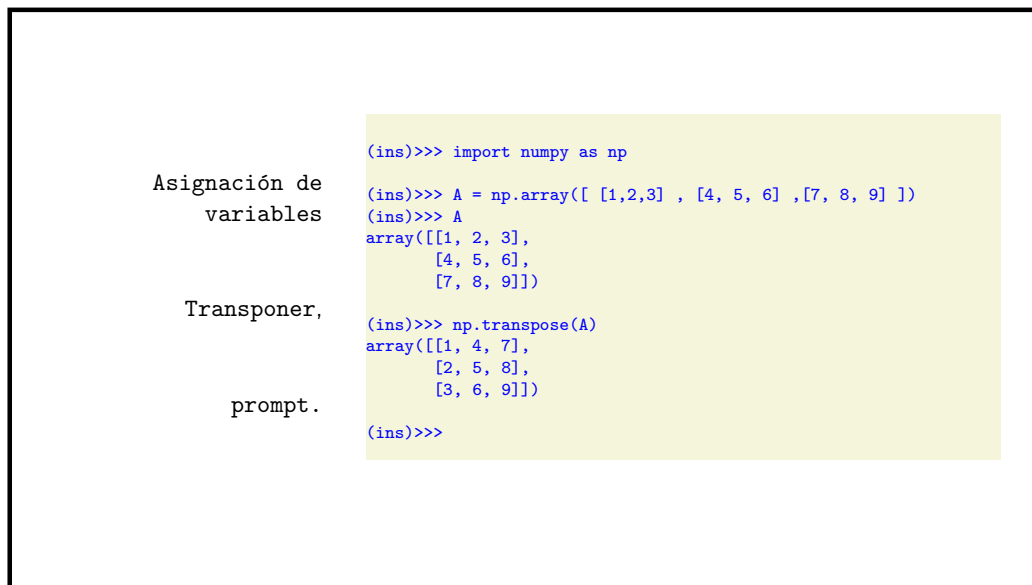 Asignación de
variables
Transponer,
prompt.
(ins)>>> import numpy as np
(ins)>>> A = np.array([ [1,2,3] , [4, 5, 6] ,[7, 8, 9] ])
(ins)>>> A
array([[1, 2, 3],
       [4, 5, 6],
       [7, 8, 9]])
(ins)>>> np.transpose(A)
array([[1, 4, 7],
       [2, 5, 8],
       [3, 6, 9]])
(ins)>>>